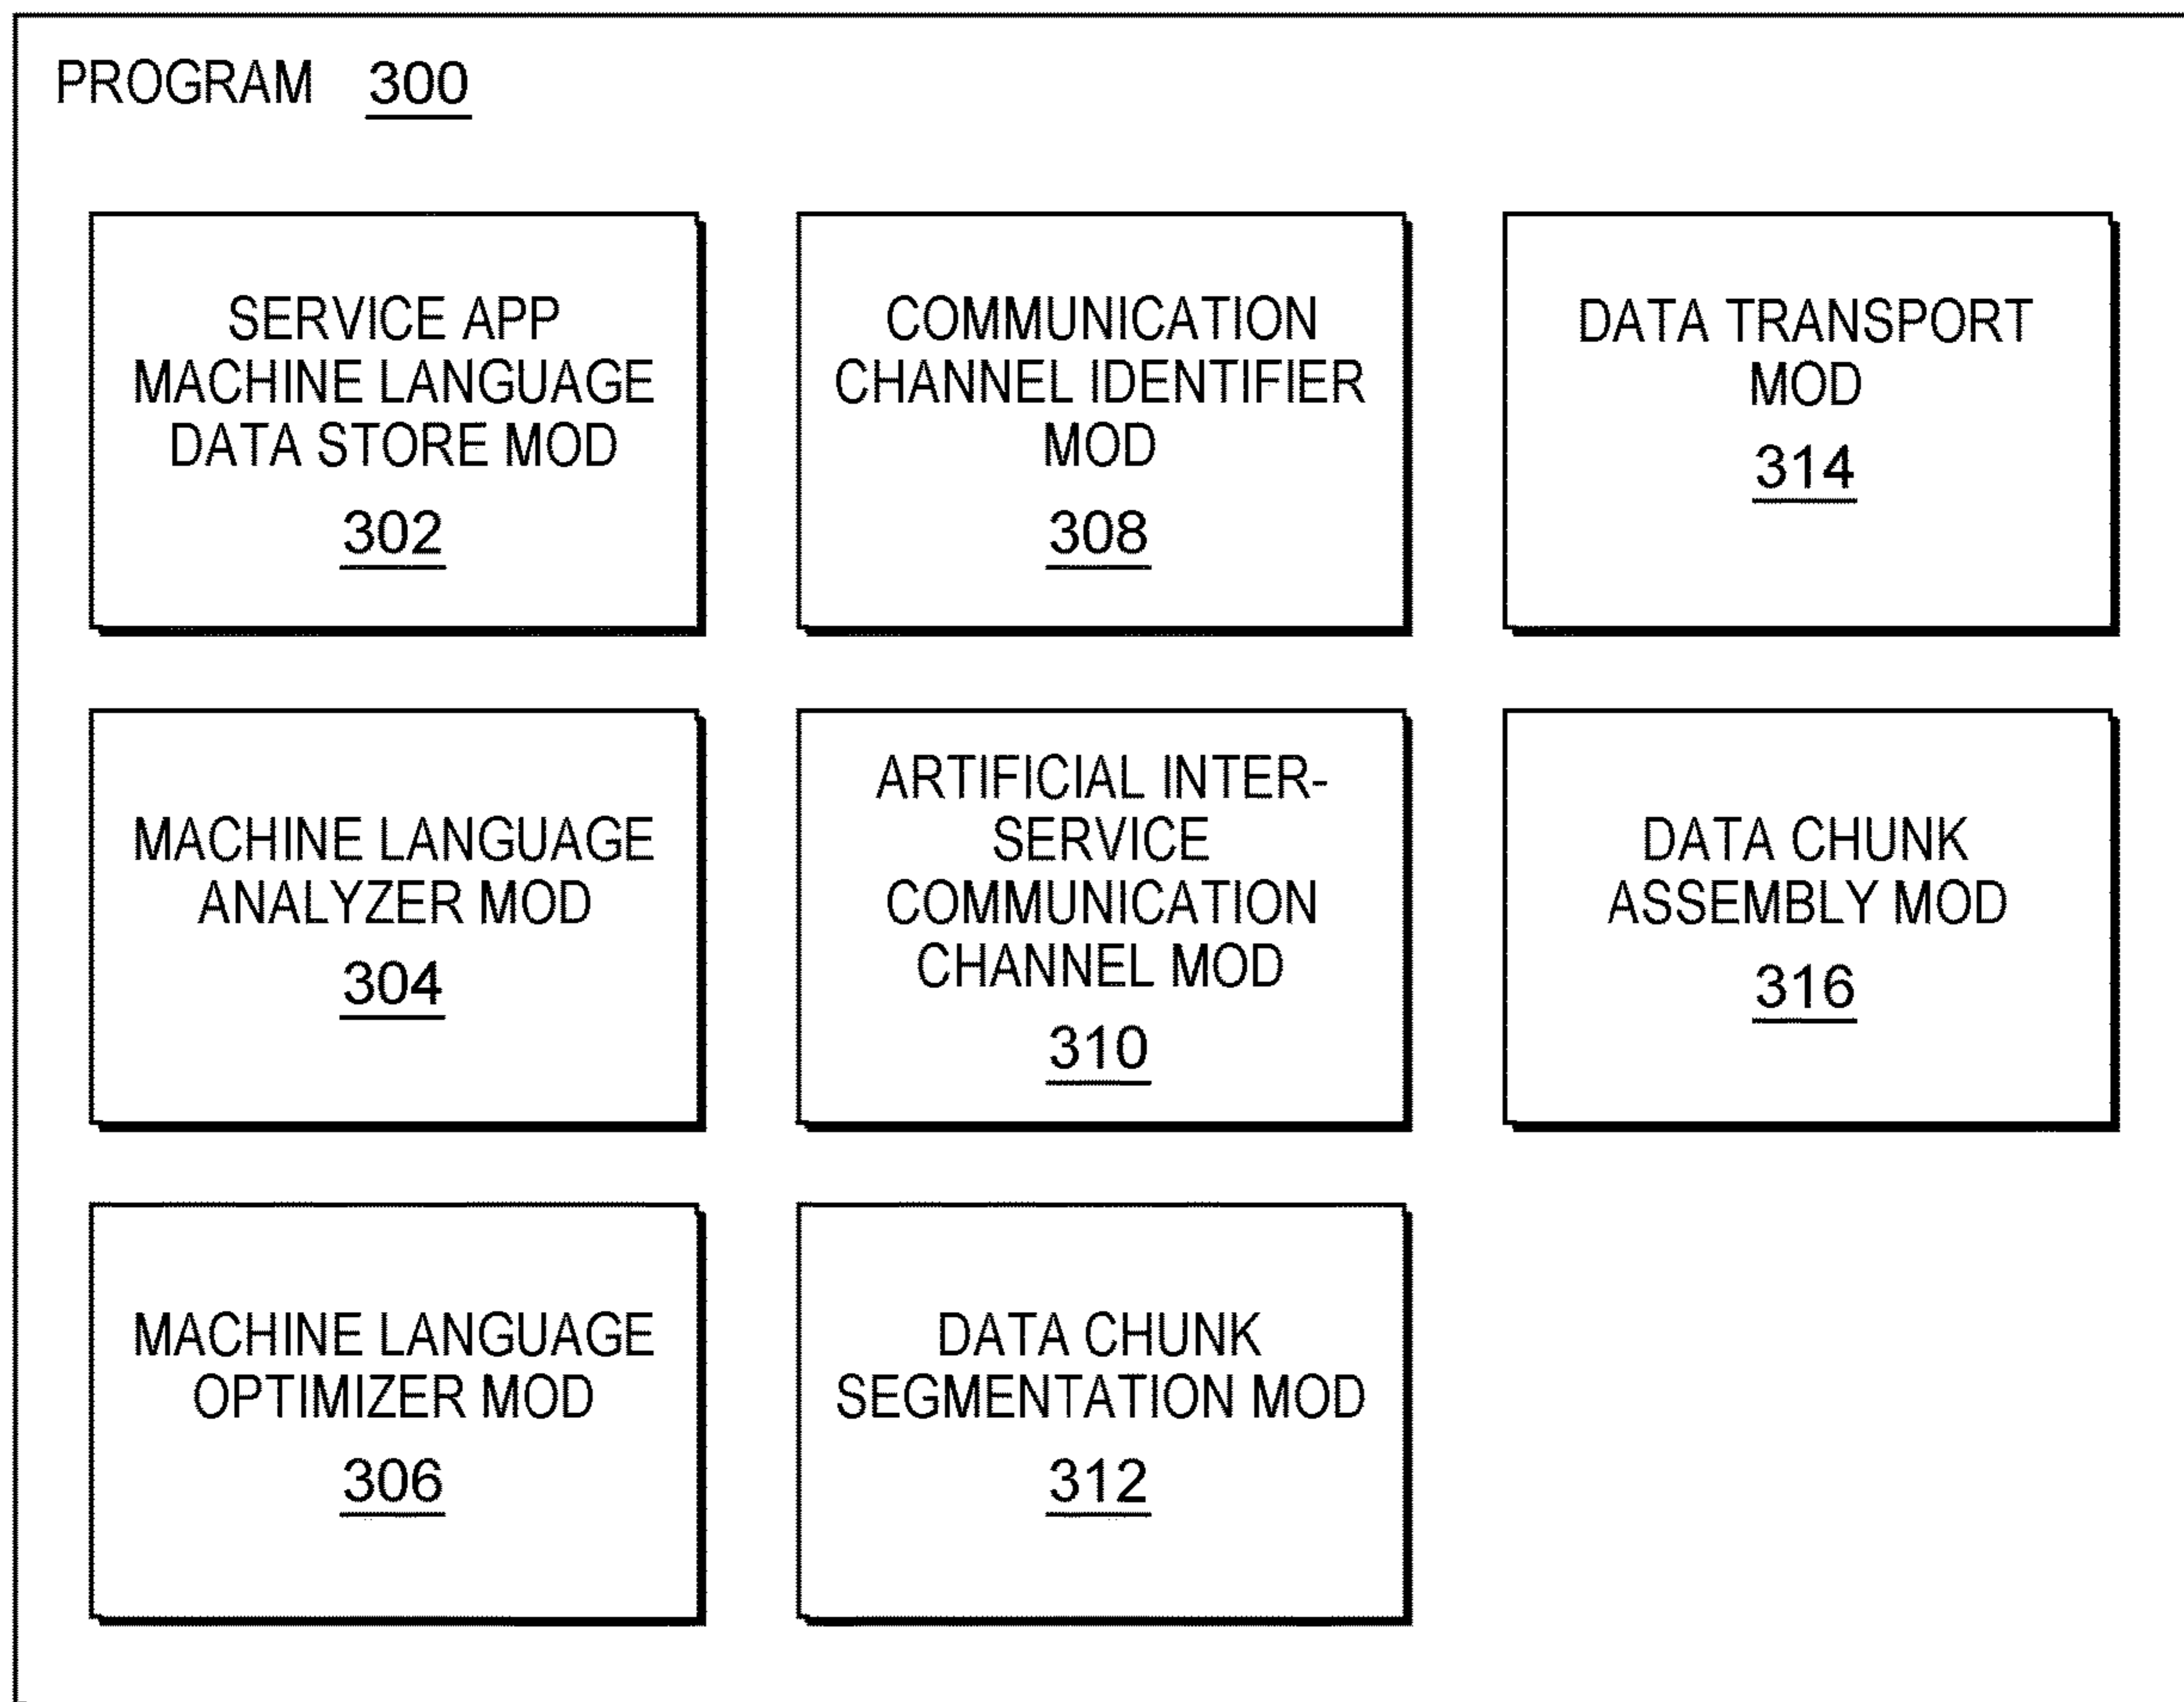 PROGRAM 300
SERVICE APP
MACHINE LANGUAGE
DATA STORE MOD
302
MACHINE LANGUAGE
ANALYZER MOD
304
MACHINE LANGUAGE
OPTIMIZER MOD
306
COMMUNICATION
CHANNEL IDENTIFIER
MOD
308
ARTIFICIAL INTER-
SERVICE
COMMUNICATION
CHANNEL MOD
310
DATA CHUNK
SEGMENTATION MOD
312
DATA TRANSPORT
MOD
314
DATA CHUNK
ASSEMBLY MOD
316